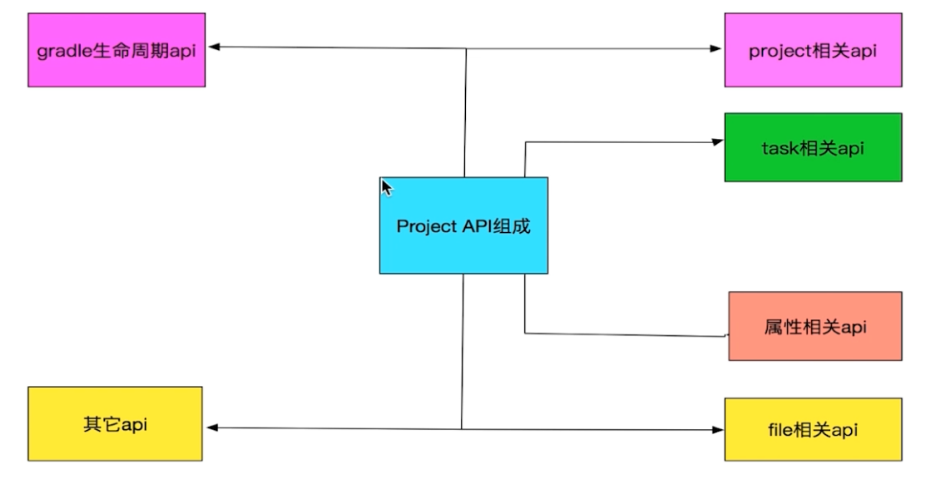 gradle生命周期api
project相关api
task相关api
Project API组成
属性相关api
其它api
file相关api